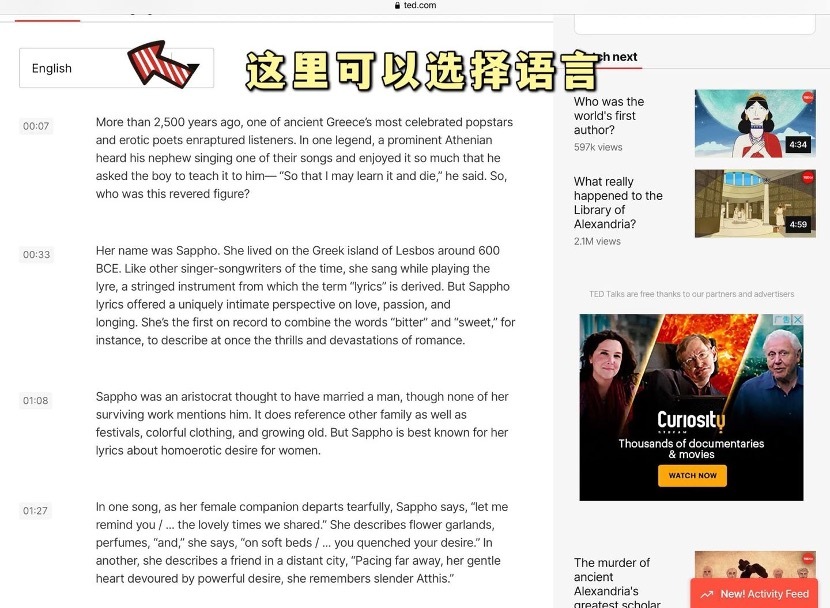 ted.com
English
这里可以选择语言
00:07
More than 2,500 years ago, one of ancient Greece's most celebrated popstars
and erotic poets enraptured listeners. In one legend, a prominent Athenian
heard his nephew singing one of their songs and enjoyed it so much that he
asked the boy to teach it to him— “So that I may learn it and die,” he said. So,
who was this revered figure?
00:33
Her name was Sappho. She lived on the Greek island of Lesbos around 600
BCE. Like other singer-songwriters of the time, she sang while playing the
lyre, a stringed instrument from which the term “lyrics” is derived. But Sappho
lyrics offered a uniquely intimate perspective on love, passion, and
longing. She's the first on record to combine the words “bitter” and “sweet,” for
instance, to describe at once the thrills and devastations of romance.
01:08
Sappho was an aristocrat thought to have married a man, though none of her
surviving work mentions him. It does reference other family as well as
festivals, colorful clothing, and growing old. But Sappho is best known for her
lyrics about homoerotic desire for women.
01:27
In one song, as her female companion departs tearfully, Sappho says, “let me
remind you / ... the lovely times we shared.” She describes flower garlands,
perfumes, “and,” she says, “on soft beds / ... you quenched your desire.” In
another, she describes a friend in a distant city, “Pacing far away, her gentle
heart devoured by powerful desire, she remembers slender Atthis.”
next
Who was the
world's first
author?
597k views
4:34
What really
happened to the
Library of
Alexandria?
2.1M views
4:59
TED Talks are free thanks to our partners and advertisers
广告
Curiosity
STREAM
Thousands of documentaries
& movies
WATCH NOW
The murder of
ancient
Alexandria's
greatest scholar
New! Activity Feed